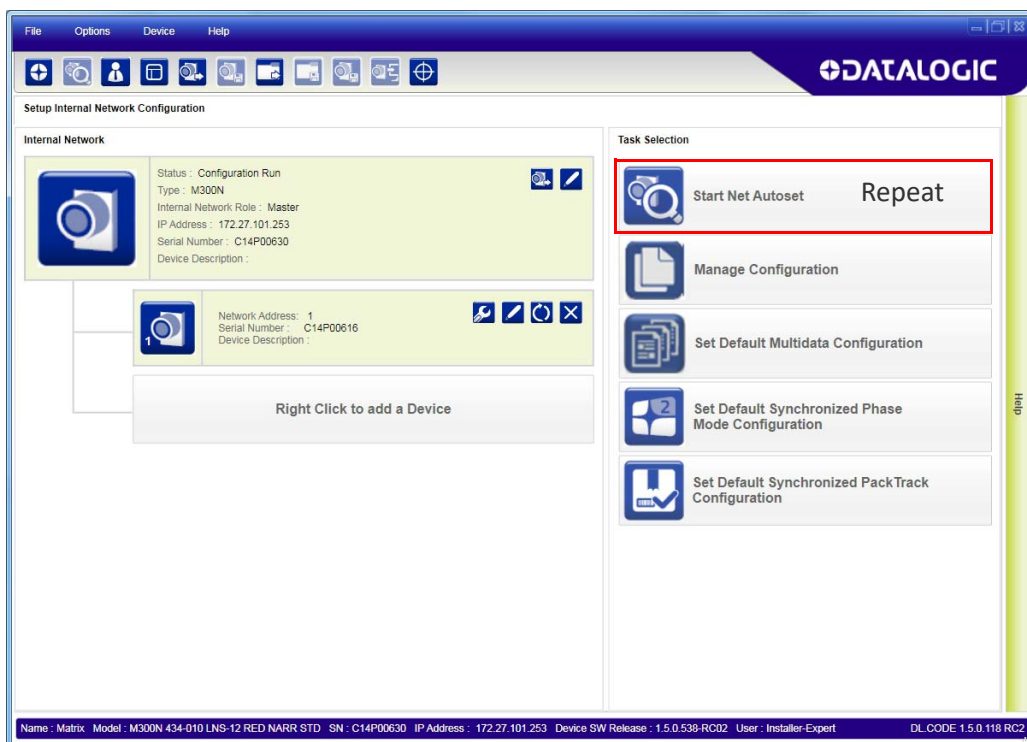 File Options Device Help
DATALOGIC
Setup Internal Network Configuration
Internal Network
Status : Configuration Run
Type : M300N
Internal Network Role : Master
IP Address : 172.27.101.253
Serial Number : C14P00630
Device Description :
1
Network Address: 1
Serial Number : C14P00616
Device Description :
Right Click to add a Device
Task Selection
Start Net Autoset Repeat
Manage Configuration
Set Default Multidata Configuration
2
Set Default Synchronized Phase
Mode Configuration
Set Default Synchronized PackTrack
Configuration
Help
Name : Matrix Model : M300N 434-010 LNS-12 RED NARR STD SN : C14P00630 IP Address : 172.27.101.253 Device SW Release : 1.5.0.538-RC02 User : Installer-Expert DL.CODE 1.5.0.118 RC2